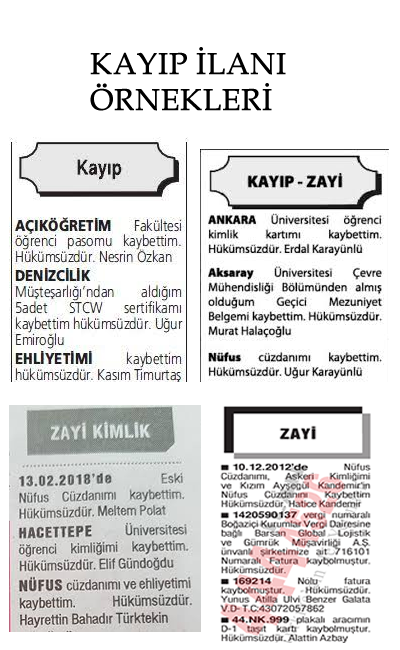 KAYIP İLANI
ÖRNEKLERİ
Kayıp
AÇIKÖĞRETİM Fakültesi
öğrenci pasomu kaybettim.
Hükümsüzdür. Nesrin Özkan
DENİZCİLİK
Müşteşarlığı'ndan aldığım
5adet STCW sertifikamı
kaybettim hükümsüzdür. Uğur
Emiroğlu
EHLİYETİMİ kaybettim
hükümsüzdür. Kasım Timurtaş
KAYIP - ZAYİ
ANKARA Üniversitesi öğrenci
kimlik kartımı kaybettim.
Hükümsüzdür. Erdal Karayünlü
Aksaray Üniversitesi Çevre
Mühendisliği Bölümünden almış
olduğum Geçici Mezuniyet
Belgemi kaybettim. Hükümsüzdür.
Murat Halaçoğlu
Nüfus cüzdanımı kaybettim.
Hükümsüzdür. Uğur Karayünlü
ZAYİ KİMLİK
13.02.2018'de Eski
Nüfus Cüzdanımı kaybettim.
Hükümsüzdür. Meltem Polat
HACETTEPE Üniversitesi
öğrenci kimliğimi kaybettim.
Hükümsüzdür. Elif Gündoğdu
NÜFUS cüzdanımı ve ehliyetimi
kaybettim. Hükümsüzdür.
Hayrettin Bahadır Türktekin
ZAYİ
■ 10.12.2012'de Nüfus
Cüzdanımı, Askeri Kimliğimi
ve Kızım Ayşegül Kandemir'in
Nüfus Cüzdanı Kaybettim
Hükümsüzdür, Hatice Kandemir
■ 1420590137 vergi numaralı
Boğaziçi Kurumlar Vergi Dairesine
bağlı Barsan Global Lojistik
ve Gümrük Müşavirliği A.Ş.
ünvanlı şirketimize ait 716101
Numaralı Fatura kaybolmuştur.
Hükümsüzdür.
■ 169214 Nolu fatura
kaybolmuştur. Hükümsüzdür.
Yunus Atilla Ulvi Benzer Galata
V.D- T.C:43072057862
■ 44.NK.999 plakalı aracımın
D-1 taşıt kartı kaybolmuştur.
Hükümsüzdür. Alattin Azbay